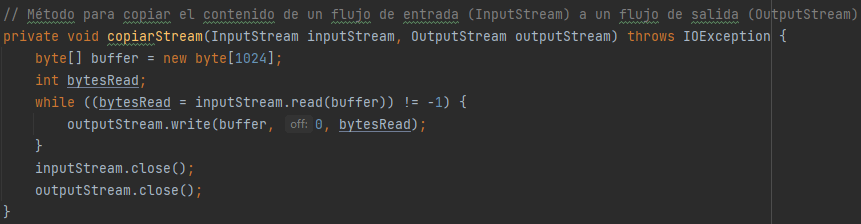 // Método para copiar el contenido de un flujo de entrada (InputStream) a un flujo de salida (OutputStream)
private void copiarStream(InputStream inputStream, OutputStream outputStream) throws IOException {
    byte[] buffer = new byte[1024];
    int bytesRead;
    while ((bytesRead = inputStream.read(buffer)) != -1) {
        outputStream.write(buffer, off: 0, bytesRead);
    }
    inputStream.close();
    outputStream.close();
}